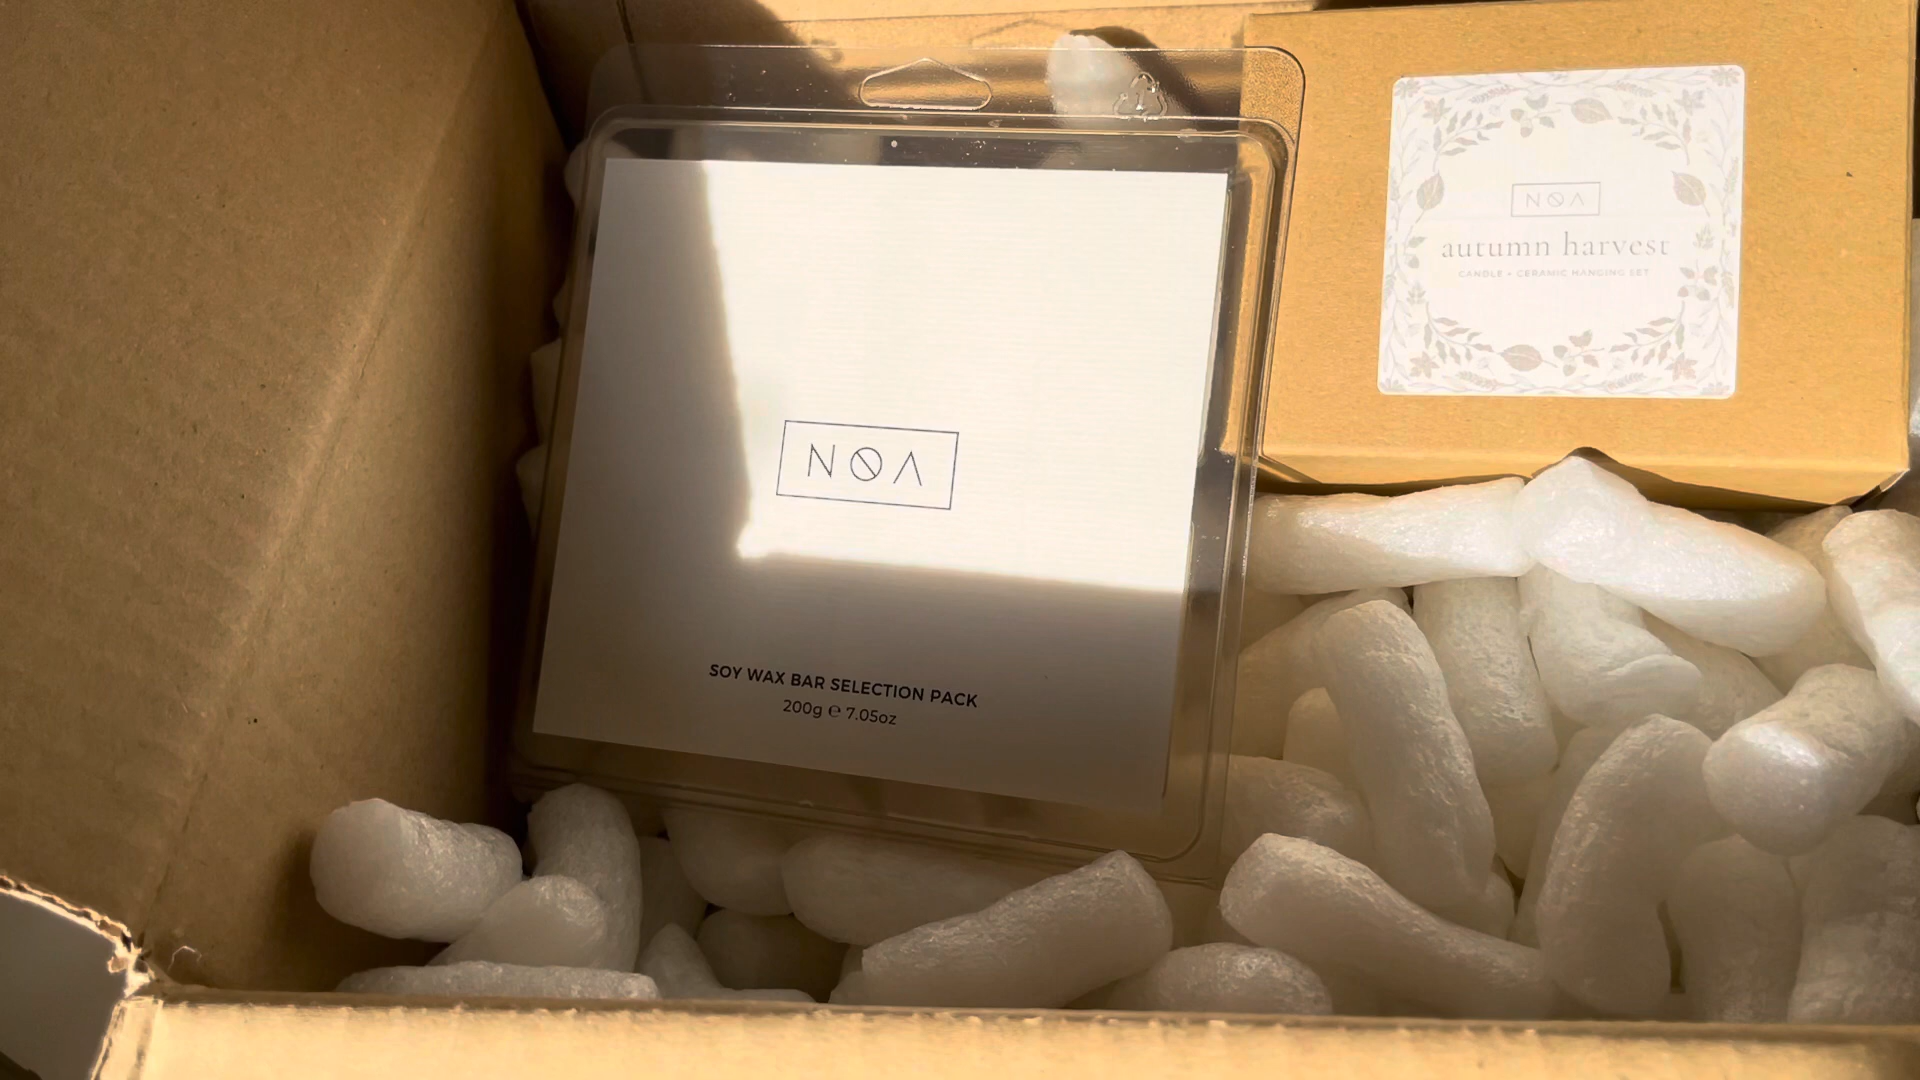 NOA
SOY WAX BAR SELECTION PACK
200g ℮ 7.05oz
NOA
autumn harvest
CANDLE + CERAMIC HANGING SET